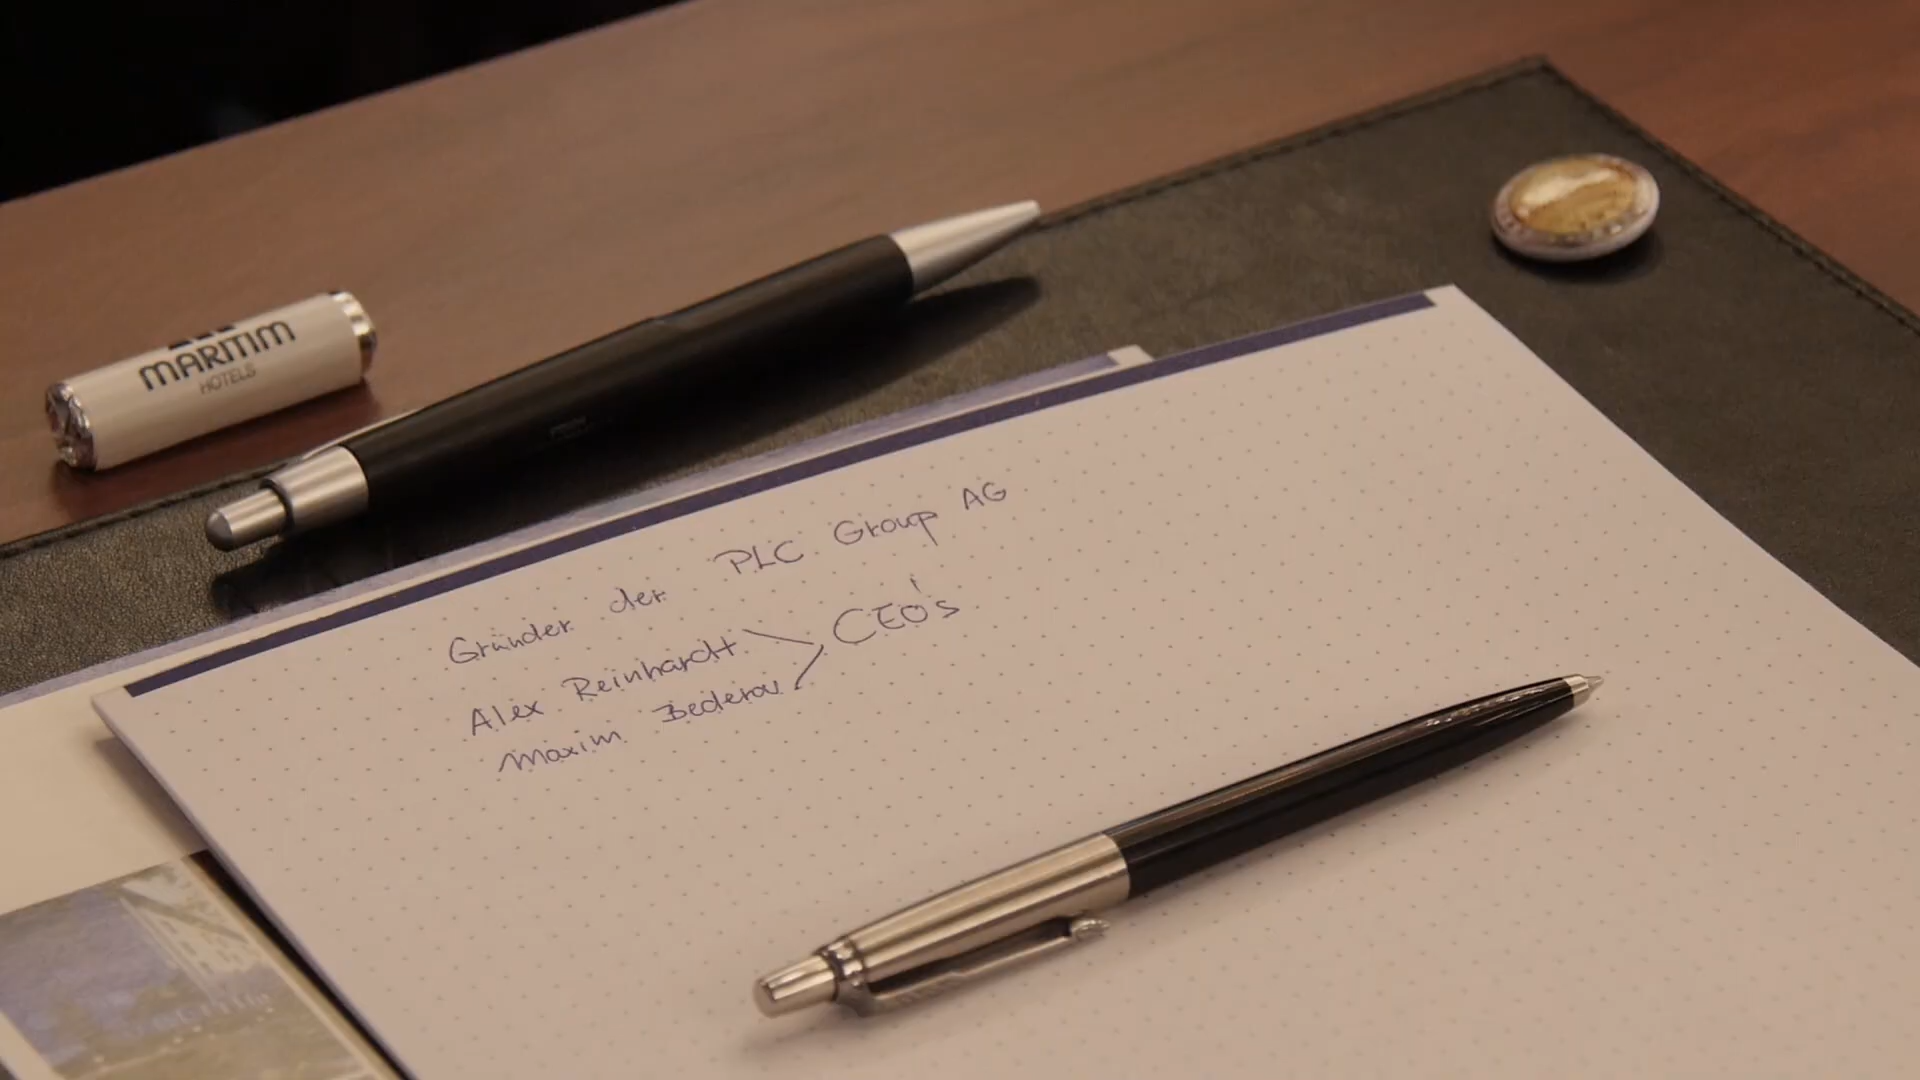 MARITIM
HOTELS
Gründer der PLC Group AG
Alex Reinhardt
Maxim Bederov
CEO's